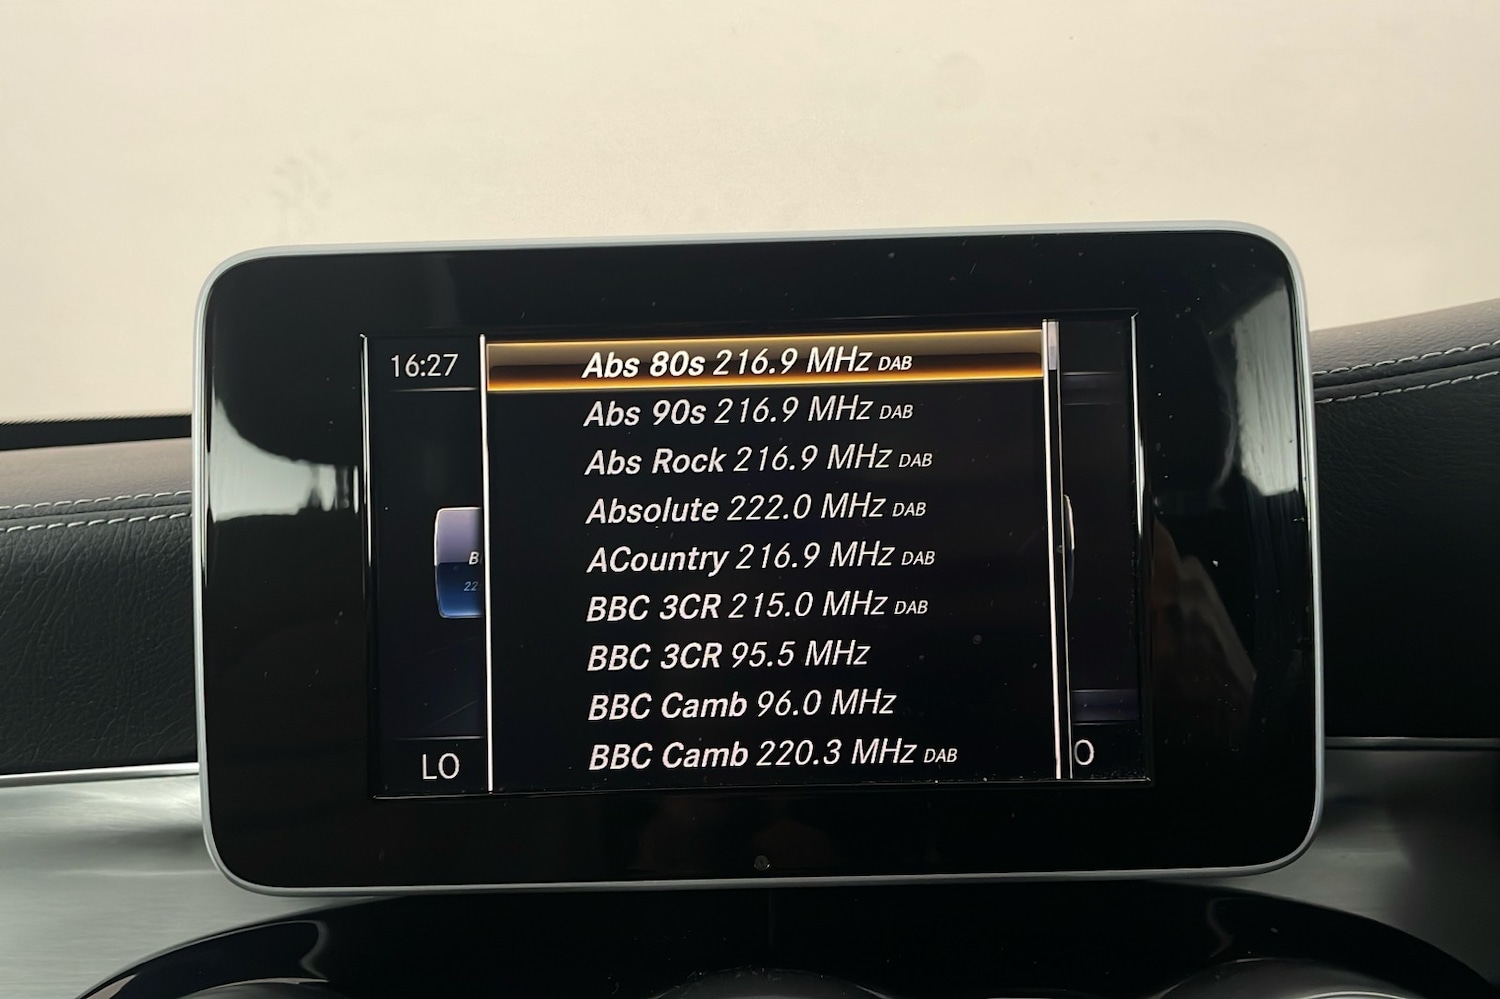 16:27
Abs 80s 216.9 MHz DAB
Abs 90s 216.9 MHz DAB
Abs Rock 216.9 MHz DAB
Absolute 222.0 MHz DAB
ACountry 216.9 MHz DAB
BBC 3CR 215.0 MHz DAB
BBC 3CR 95.5 MHz
BBC Camb 96.0 MHz
BBC Camb 220.3 MHz DAB
LO